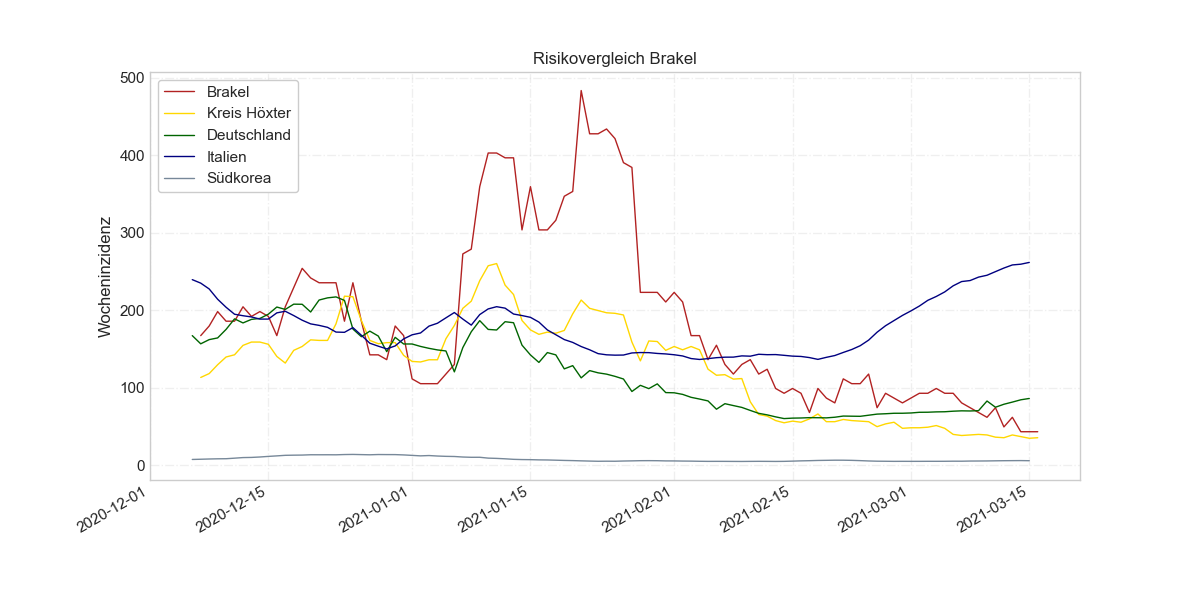 Risikovergleich Brakel
Wocheninzidenz
500
400
300
200
100
0
Brakel
Kreis Höxter
Deutschland
Italien
Südkorea
2020-12-01
2020-12-15
2021-01-01
2021-01-15
2021-02-01
2021-02-15
2021-03-01
2021-03-15